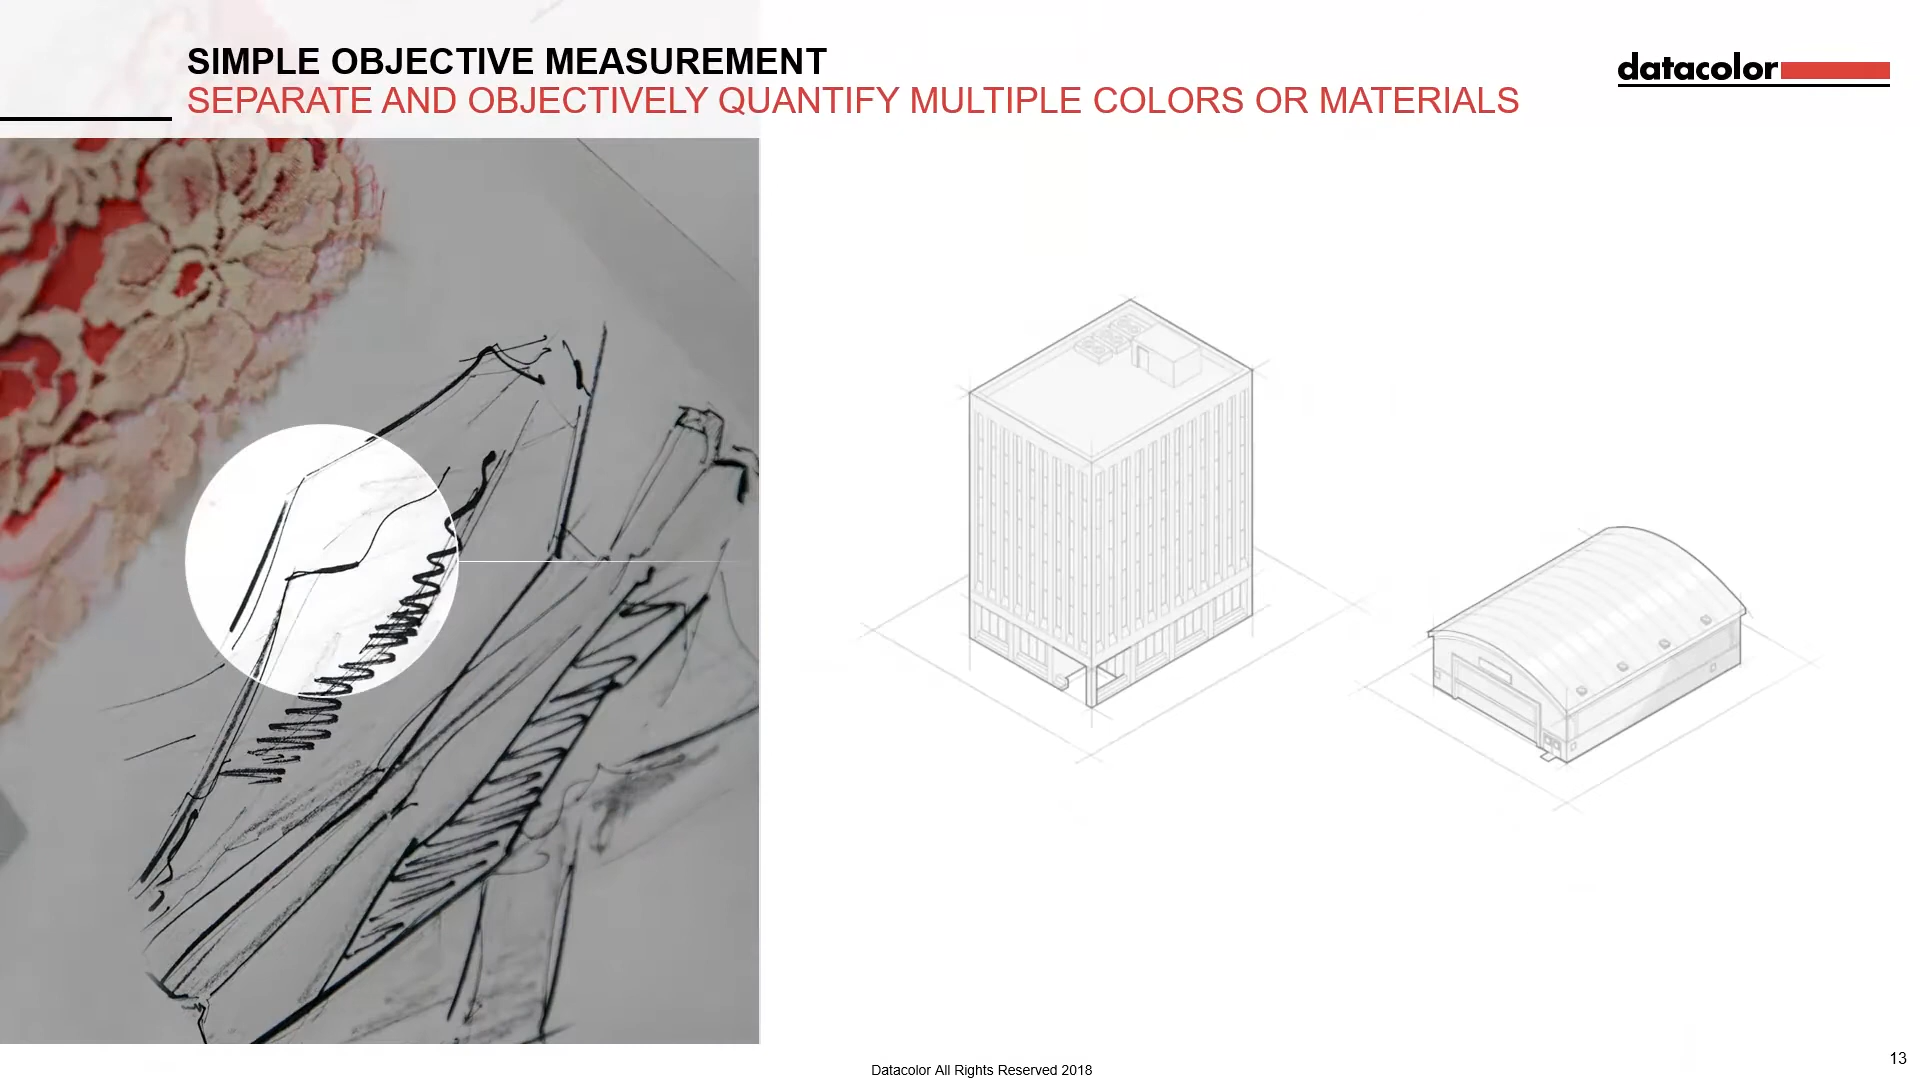 SIMPLE OBJECTIVE MEASUREMENT
SEPARATE AND OBJECTIVELY QUANTIFY MULTIPLE COLORS OR MATERIALS
datacolor
Datacolor All Rights Reserved 2018
13